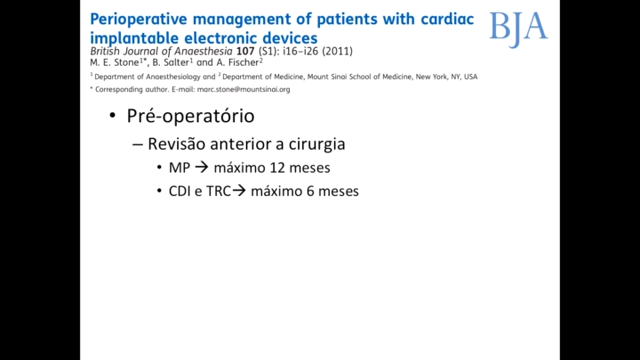 Perioperative management of patients with cardiac
implantable electronic devices
BJA
British Journal of Anaesthesia 107 (S1): i16–i26 (2011)
M. E. Stone1*, B. Salter1 and A. Fischer2
1 Department of Anaesthesiology and 2 Department of Medicine, Mount Sinai School of Medicine, New York, NY, USA
* Corresponding author. E-mail: marc.stone@mountsinai.org
• Pré-operatório
– Revisão anterior a cirurgia
• MP → máximo 12 meses
• CDI e TRC→ máximo 6 meses